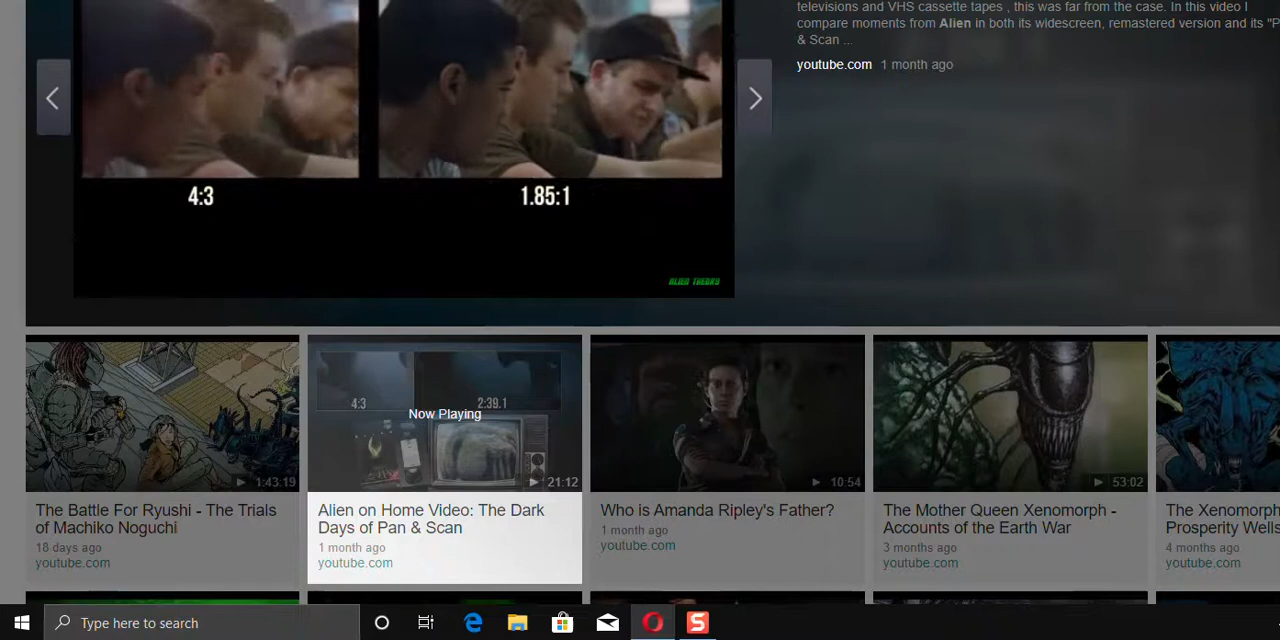 televisions and VHS cassette tapes , this was far from the case. In this video I
compare moments from Alien in both its widescreen, remastered version and its "P
& Scan ...
youtube.com 1 month ago
4:3
1.85:1
ALIEN THEORY
4:3
2:39.1
Now Playing
1:43:19
21:12
10:54
53:02
The Battle For Ryushi - The Trials
of Machiko Noguchi
18 days ago
youtube.com
Alien on Home Video: The Dark
Days of Pan & Scan
1 month ago
youtube.com
Who is Amanda Ripley's Father?
1 month ago
youtube.com
The Mother Queen Xenomorph -
Accounts of the Earth War
3 months ago
youtube.com
The Xenomorph
Prosperity Wells
4 months ago
youtube.com
Type here to search